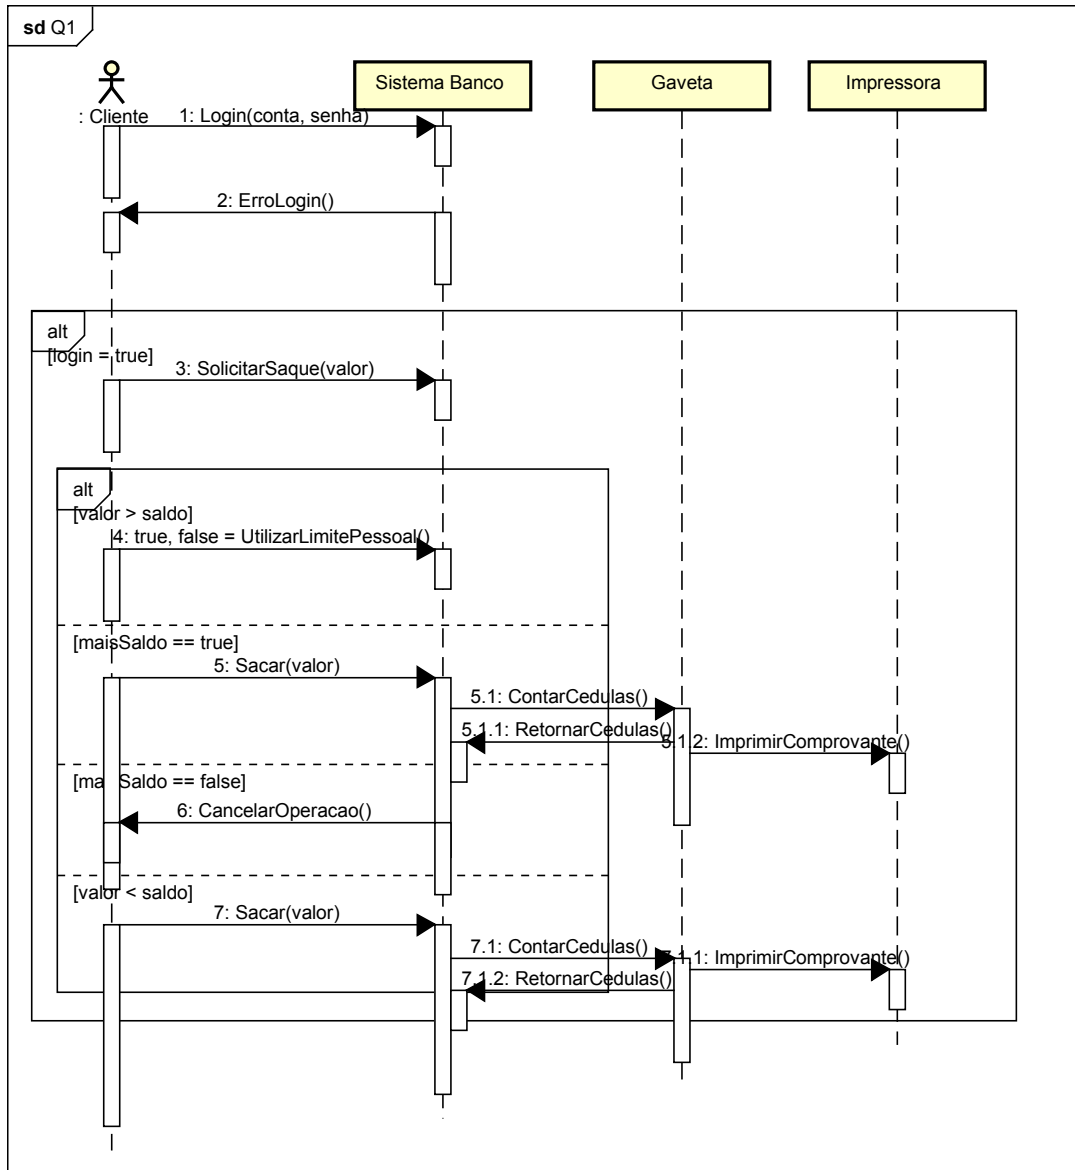 sd Q1
Sistema Banco
Gaveta
Impressora
: Cliente
1: Login(conta, senha)
2: ErroLogin()
alt
[login = true]
3: SolicitarSaque(valor)
alt
[valor > saldo]
4: true, false = UtilizarLimitePessoal()
[maisSaldo == true]
5: Sacar(valor)
5.1: ContarCedulas()
5.1.1: RetornarCedulas()
5.1.2: ImprimirComprovante()
[maisSaldo == false]
6: CancelarOperacao()
[valor < saldo]
7: Sacar(valor)
7.1: ContarCedulas()
7.1.1: ImprimirComprovante()
7.1.2: RetornarCedulas()